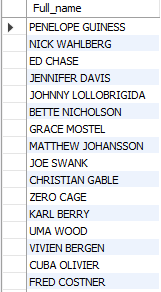 Full_name
PENELOPE GUINESS
NICK WAHLBERG
ED CHASE
JENNIFER DAVIS
JOHNNY LOLLOBRIGIDA
BETTE NICHOLSON
GRACE MOSTEL
MATTHEW JOHANSSON
JOE SWANK
CHRISTIAN GABLE
ZERO CAGE
KARL BERRY
UMA WOOD
VIVIEN BERGEN
CUBA OLIVIER
FRED COSTNER